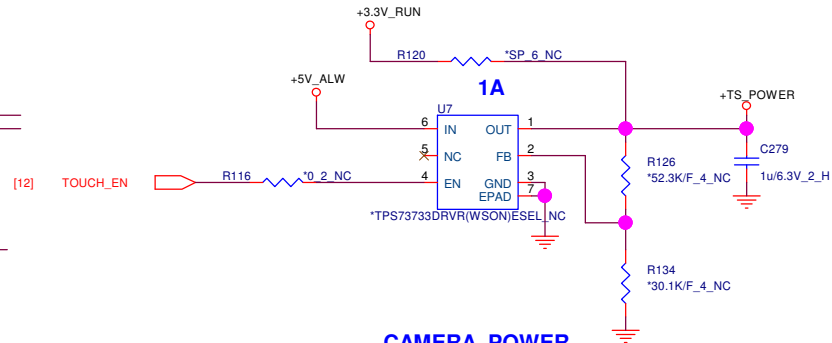 +3.3V_RUN
R120
*SP_6_NC
1A
+5V_ALW
+TS_POWER
U7
6 IN OUT 1
5 NC FB 2
4 EN GND 3
EPAD 7
C279
1u/6.3V_2_H
R126
*52.3K/F_4_NC
[12] TOUCH_EN
R116
*0_2_NC
*TPS73733DRVR(WSON)ESEL_NC
R134
*30.1K/F_4_NC
CAMERA POWER